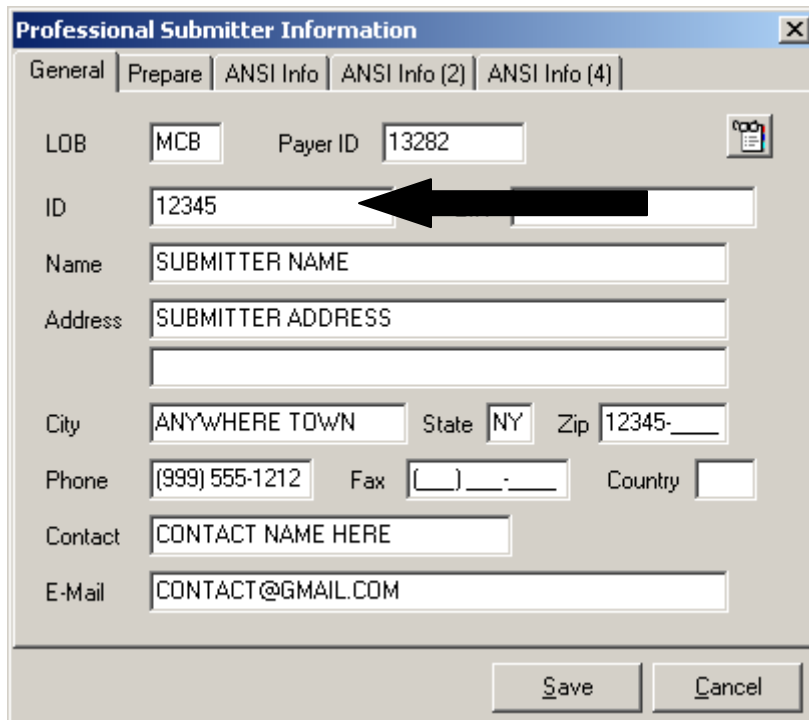 Professional Submitter Information
General Prepare ANSI Info ANSI Info (2) ANSI Info (4)
LOB MCB Payer ID 13282
ID 12345
Name SUBMITTER NAME
Address SUBMITTER ADDRESS
City ANYWHERE TOWN State NY Zip 12345-____
Phone (999) 555-1212 Fax (___) ___-____ Country
Contact CONTACT NAME HERE
E-Mail CONTACT@GMAIL.COM
Save Cancel